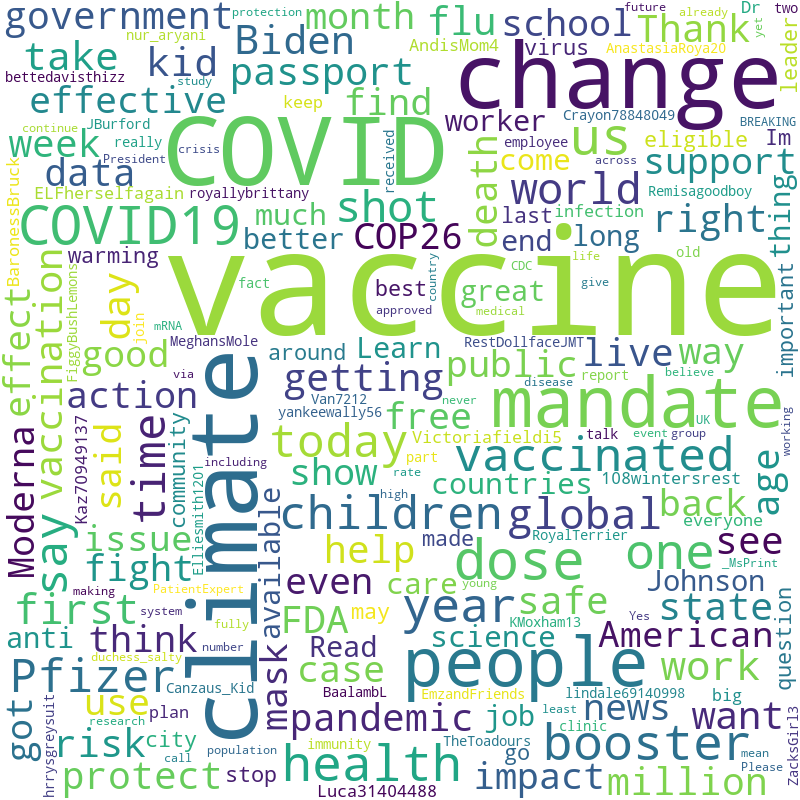 government
nur_aryani
protection
month
flu
school
Thank
future
already
Dr
two
yet
take
kid
Biden
AndisMom4
virus
AnastasiaRoya20
leader
bettedavisthizz
study
passport
change
effective
keep
find
COVID
worker
Crayon78848049
BREAKING
continue
JBurford
week
really
President
crisis
received
death
employee
us
eligible
Im
data
ELFherselfagain
royallybrittany
shot
come
across
support
thing
BaronessBruck
world
Remisagoodboy
COVID19
much
COP26
last
infection
right
better
end
long
warming
fact
vaccine
CDC
life
old
important
day
join
mRNA
best
country
great
give
approved
medical
FiggyBushLemons
vaccination
effect
good
via
MeghansMole
around
Learn
RestDollfaceJMT
live
way
public
disease
report
believe
action
getting
Van7212
never
mandate
yankeewally56
free
Kaz70949137
time
community
climate
today
Victoriafieldi5
UK
talk
event
group
working
Moderna
said
including
part
vaccinated
say
show
rate
countries
108wintersrest
age
Elliesmith1201
high
available
children
global
back
everyone
issue
made
RoyalTerrier
see
_MsPrint
help
dose
one
fight
PatientExpert
even
care
young
Johnson
making
system
first
fully
FDA
may
year
safe
state
question
number
KMoxham13
Yes
anti
think
mask
Read
science
American
duchess_salty
people
Pfizer
Canzaus_Kid
case
BaalambL
EmzandFriends
lindale69140998
big
work
use
got
plan
pandemic
job
least
news
want
research
clinic
hrrysgreysuit
risk
city
call
population
immunity
TheToadours
go
booster
mean
Please
ZacksGirl3
protect
stop
health
impact
million
Luca31404488